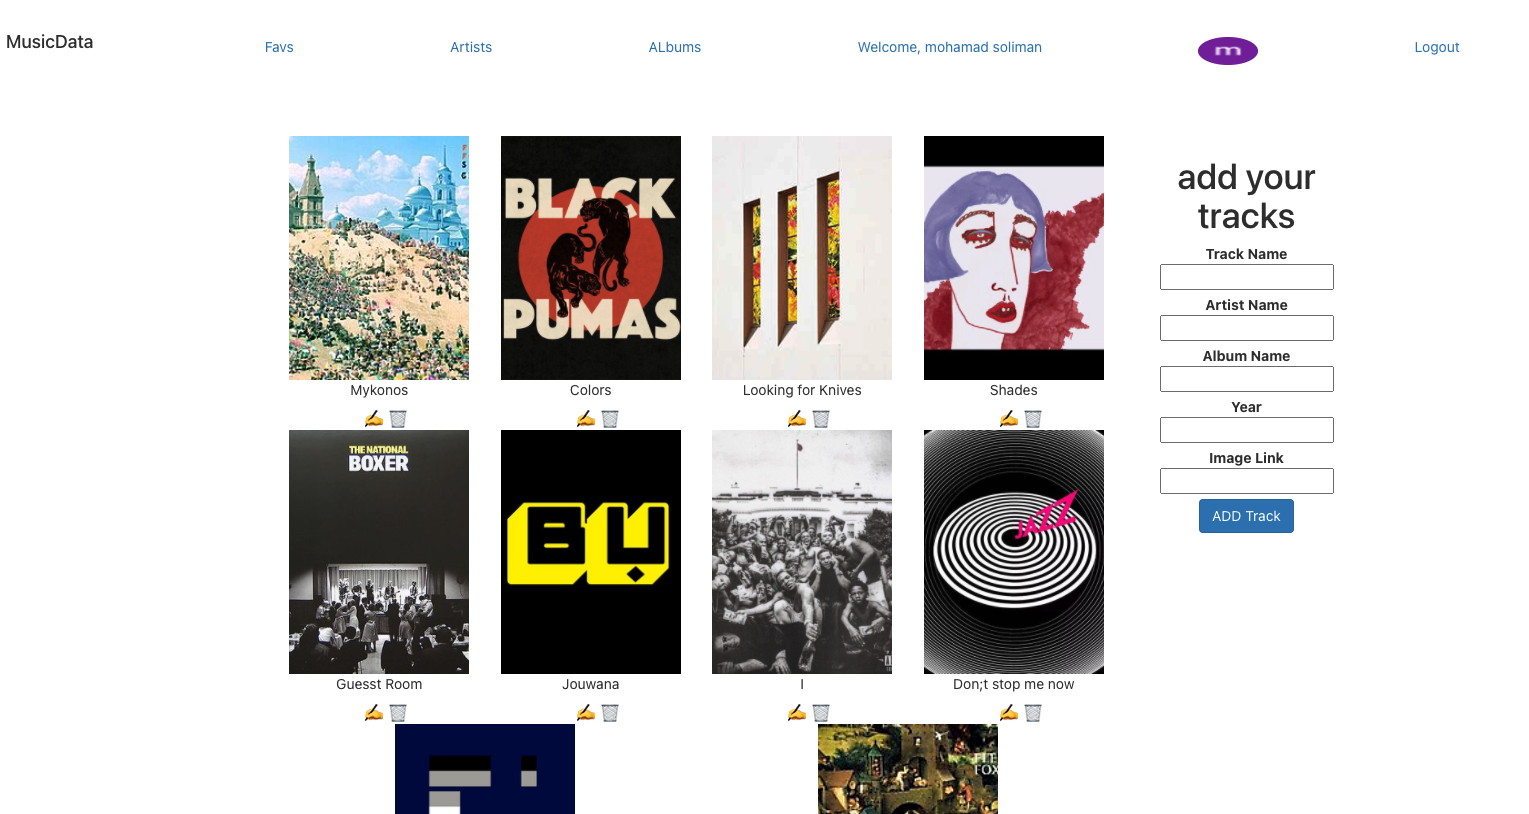 MusicData
Favs
Artists
ALbums
Welcome, mohamad soliman
m
Logout
F
F
S
G
BLACK
PUMAS
Mykonos
Colors
Looking for Knives
Shades
THE NATIONAL
BOXER
BU
JAZZ
Guesst Room
Jouwana
I
Don;t stop me now
add your
tracks
Track Name
Artist Name
Album Name
Year
Image Link
ADD Track